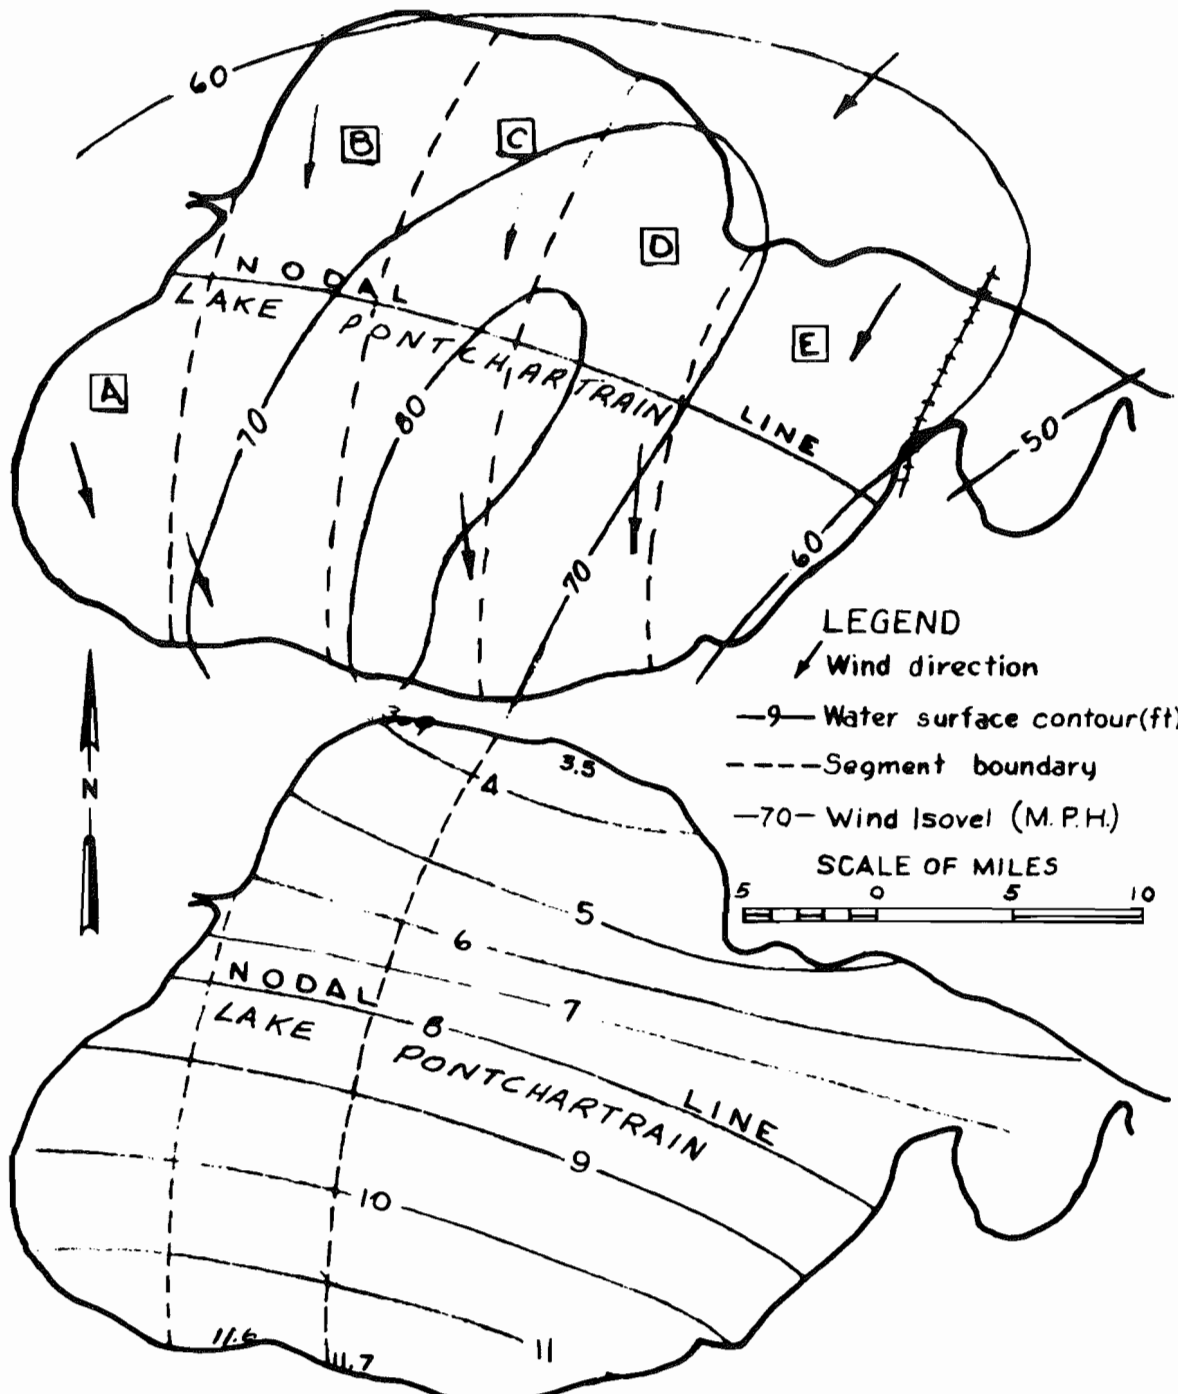 60
B
C
D
NODAL
LAKE
PONTCHARTRAIN
E
A
70
80
LINE
50
60
70
LEGEND
Wind direction
—9— Water surface contour(ft)
----Segment boundary
—70— Wind Isovel (M.P.H.)
SCALE OF MILES
5 0 5 10
N
3.5
4
5
6
7
NODAL
LAKE
8
PONTCHARTRAIN
LINE
9
10
11.6
11
11.7